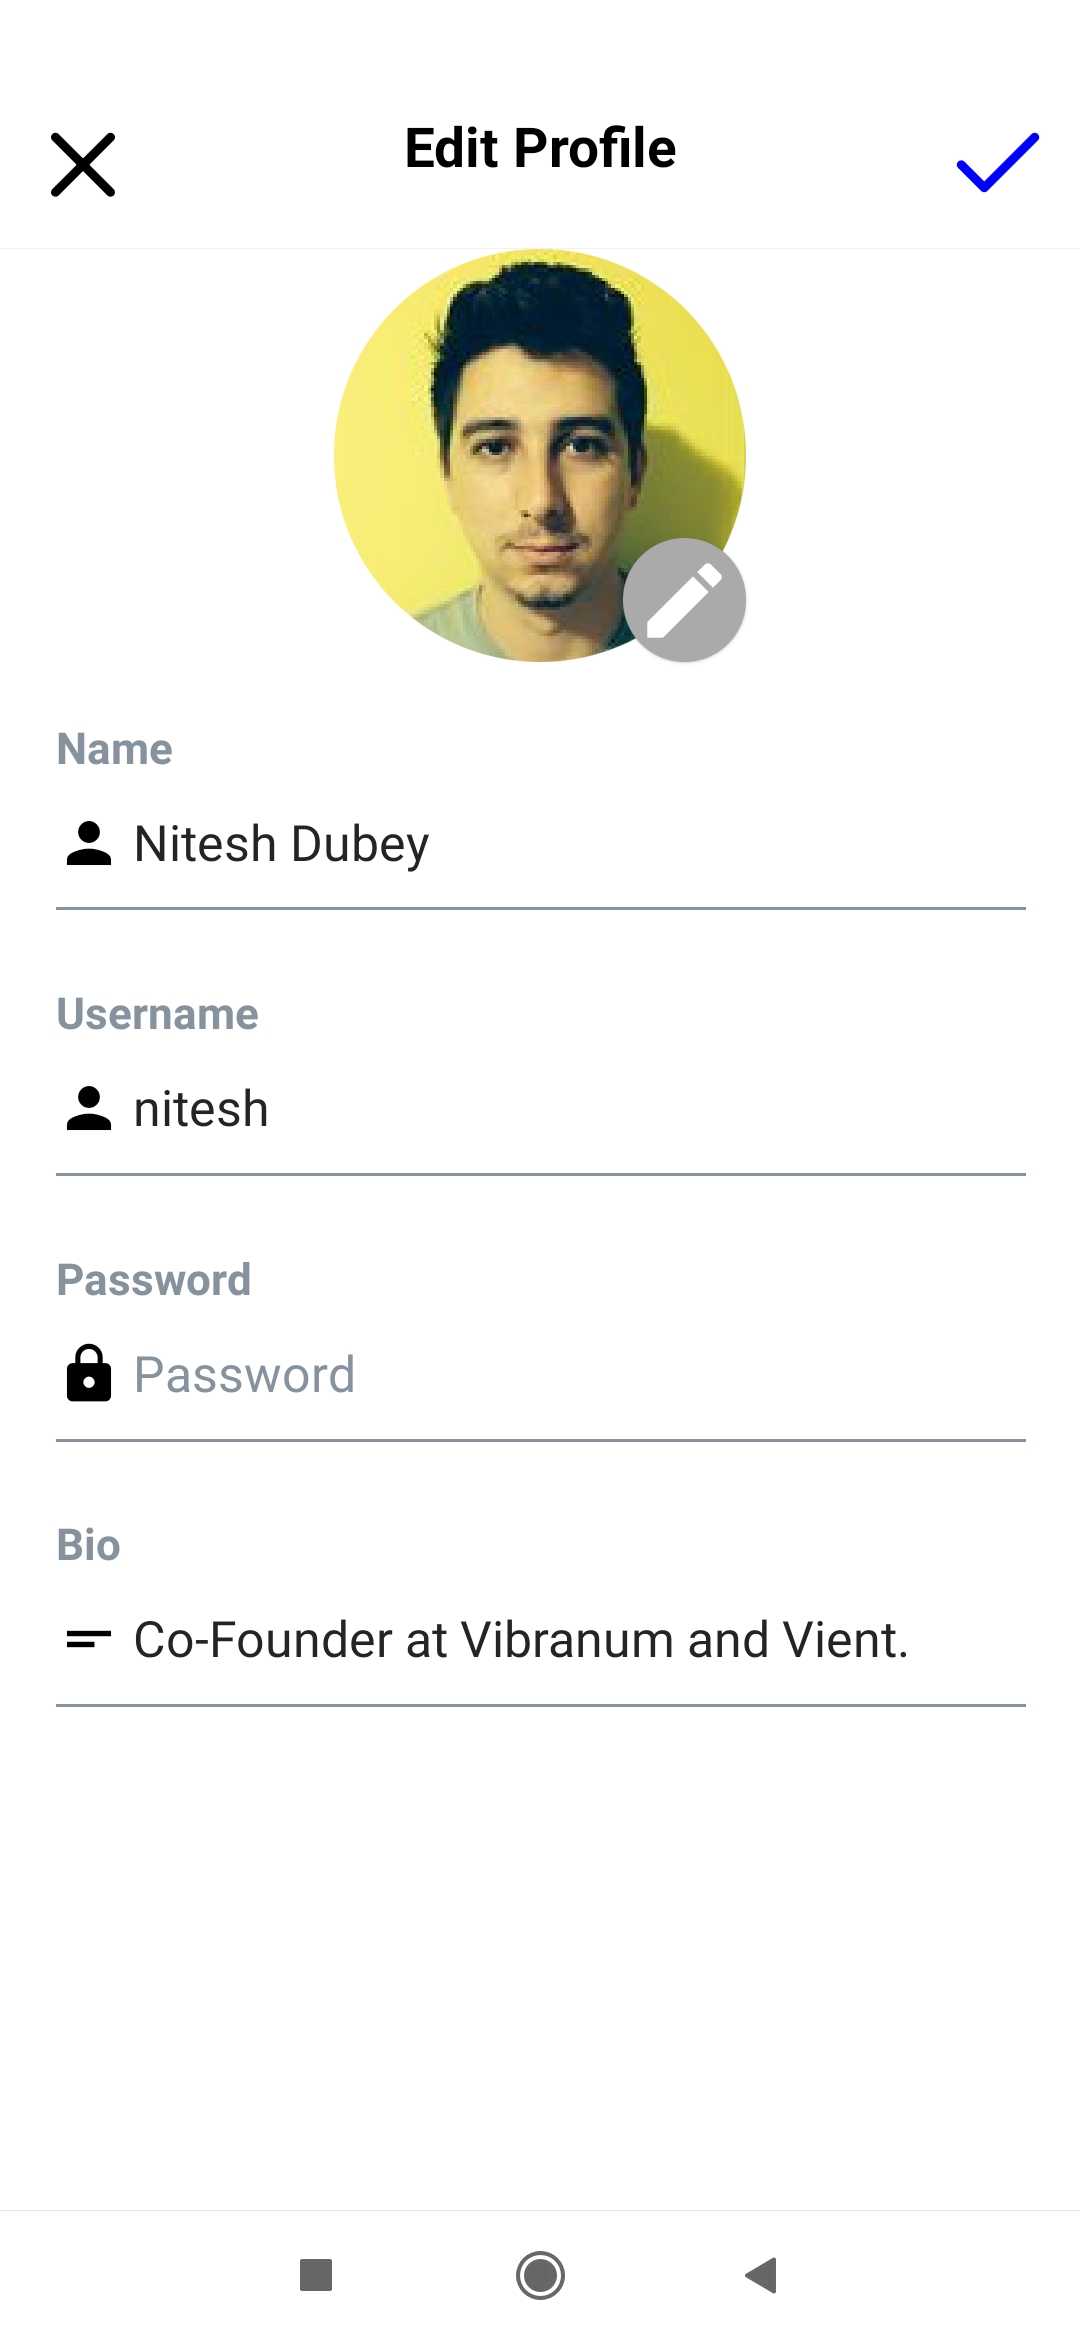 Edit Profile
Name
Nitesh Dubey
Username
nitesh
Password
Password
Bio
Co-Founder at Vibranum and Vient.